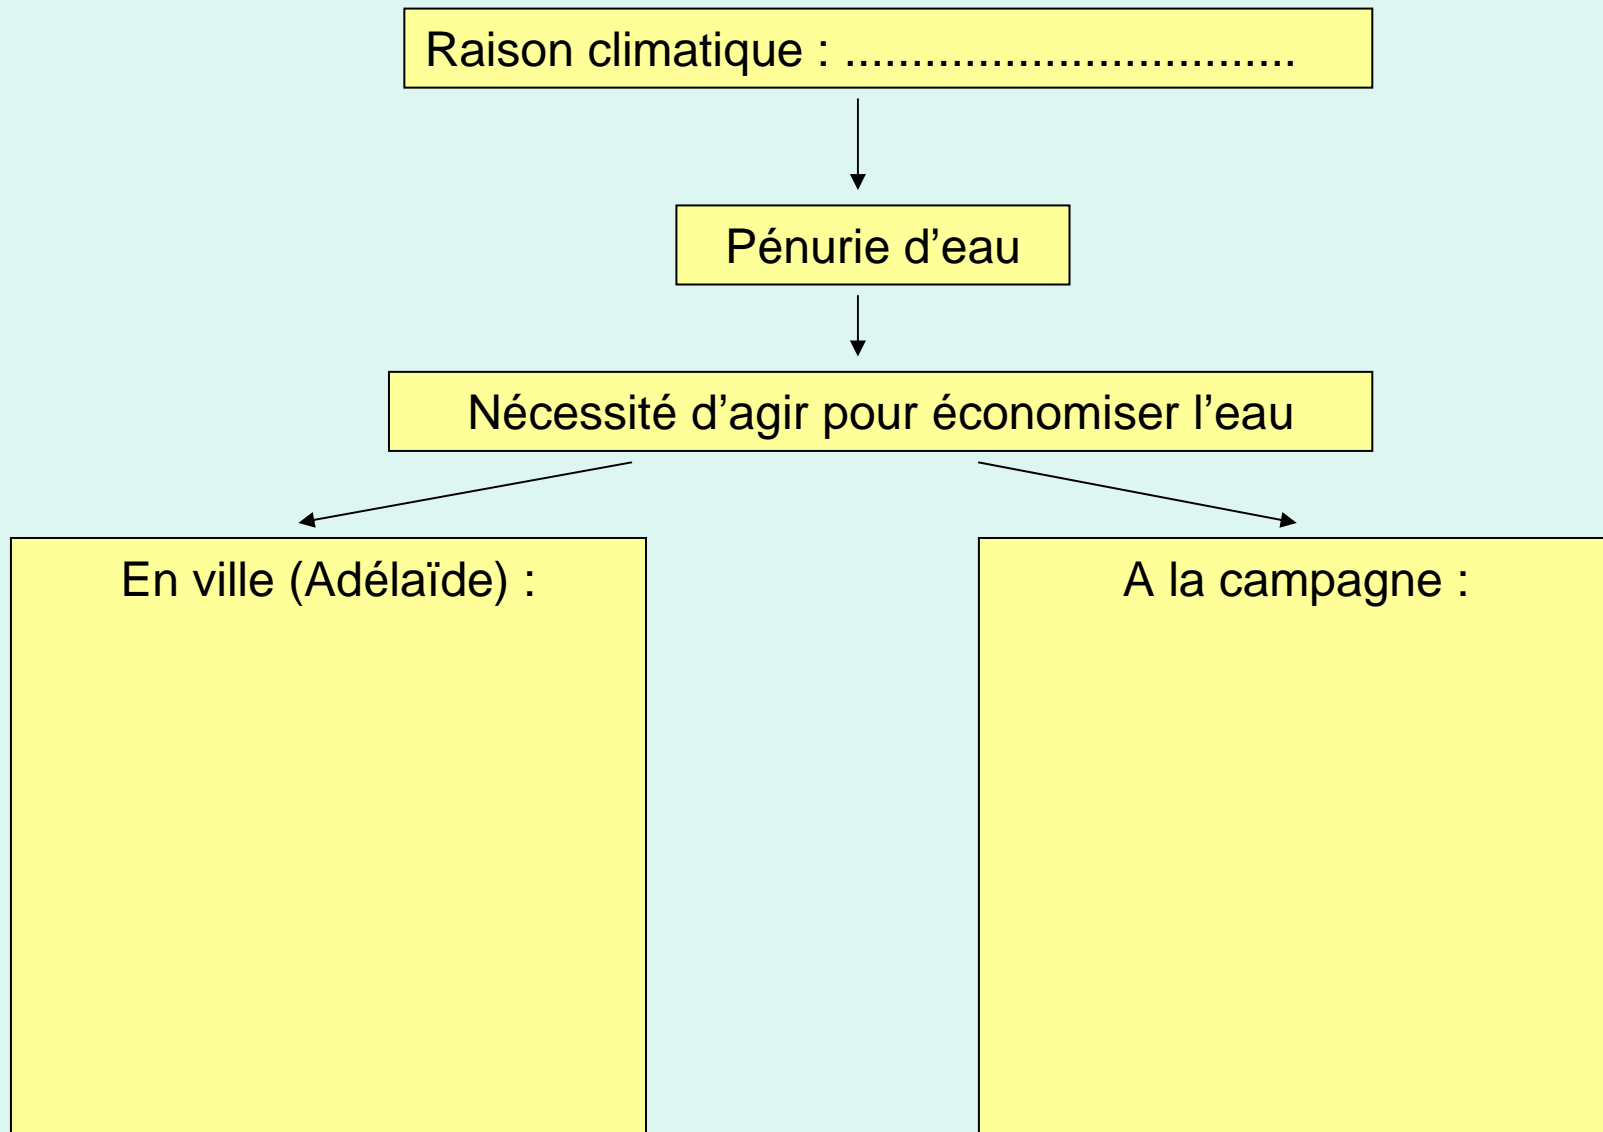 Raison climatique : ..................................
Pénurie d’eau
Nécessité d’agir pour économiser l’eau
En ville (Adélaïde) :
A la campagne :